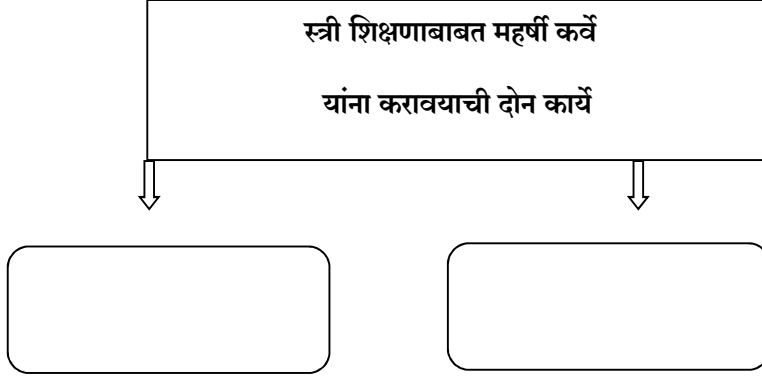 स्त्री शिक्षणाबाबत महर्षी कर्वे
यांना करावयाची दोन कार्ये